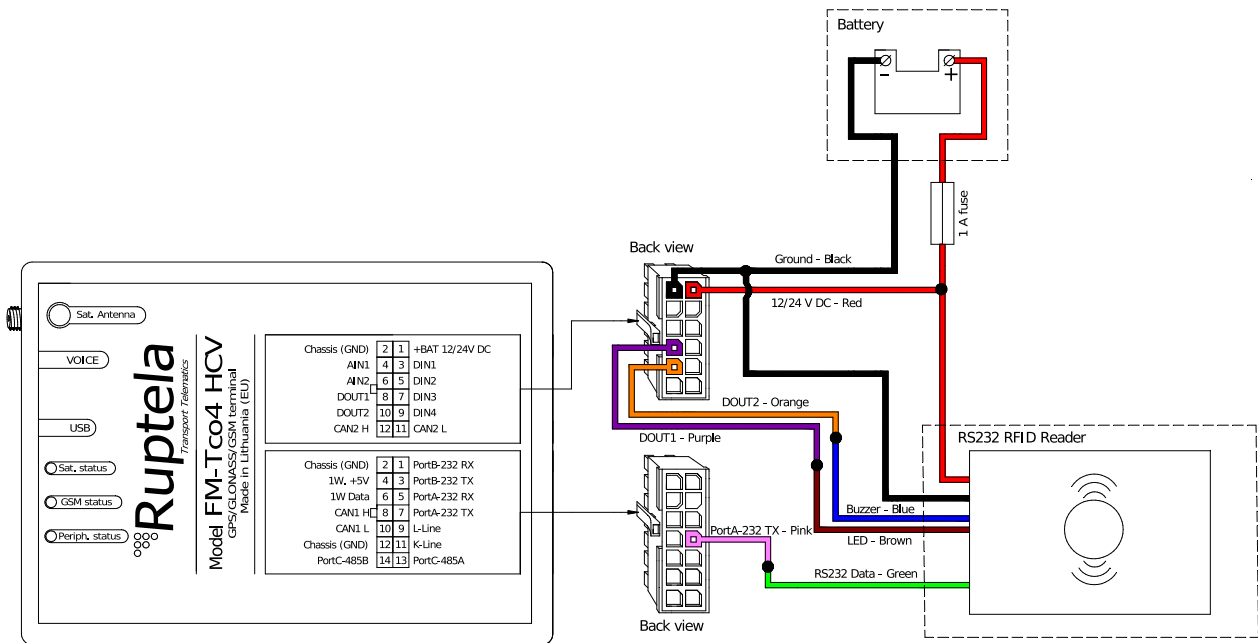 Battery
- +
1 A fuse
Back view
Ground - Black
12/24 V DC - Red
DOUT2 - Orange
DOUT1 - Purple
RS232 RFID Reader
Buzzer - Blue
LED - Brown
PortA-232 TX - Pink
RS232 Data - Green
Back view
Sat. Antenna
VOICE
USB
Sat. status
GSM status
Periph. status
Ruptela
Transport Telematics
Model FM-Tco4 HCV
GPS/GLONASS/GSM terminal
Made in Lithuania (EU)
Chassis (GND) 2 1 +BAT 12/24V DC
AIN1 4 3 DIN1
AIN2 6 5 DIN2
DOUT1 8 7 DIN3
DOUT2 10 9 DIN4
CAN2 H 12 11 CAN2 L
Chassis (GND) 2 1 PortB-232 RX
1W. +5V 4 3 PortB-232 TX
1W Data 6 5 PortA-232 RX
CAN1 H 8 7 PortA-232 TX
CAN1 L 10 9 L-Line
Chassis (GND) 12 11 K-Line
PortC-485B 14 13 PortC-485A